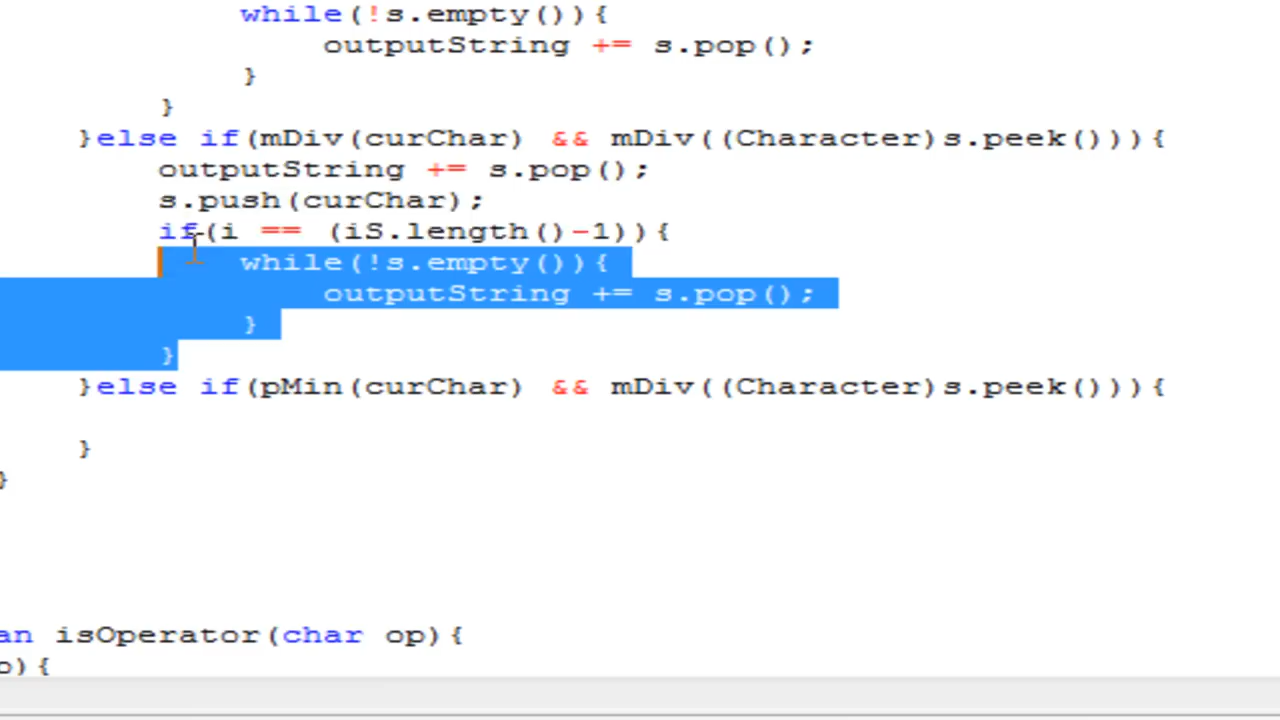 while(!s.empty()){
outputString += s.pop();
}
}
}else if(mDiv(curChar) && mDiv((Character)s.peek())){
outputString += s.pop();
s.push(curChar);
if(i == (iS.length()-1)){
while(!s.empty()){
outputString += s.pop();
}
}
}else if(pMin(curChar) && mDiv((Character)s.peek())){
}
}
an isOperator(char op){
o){